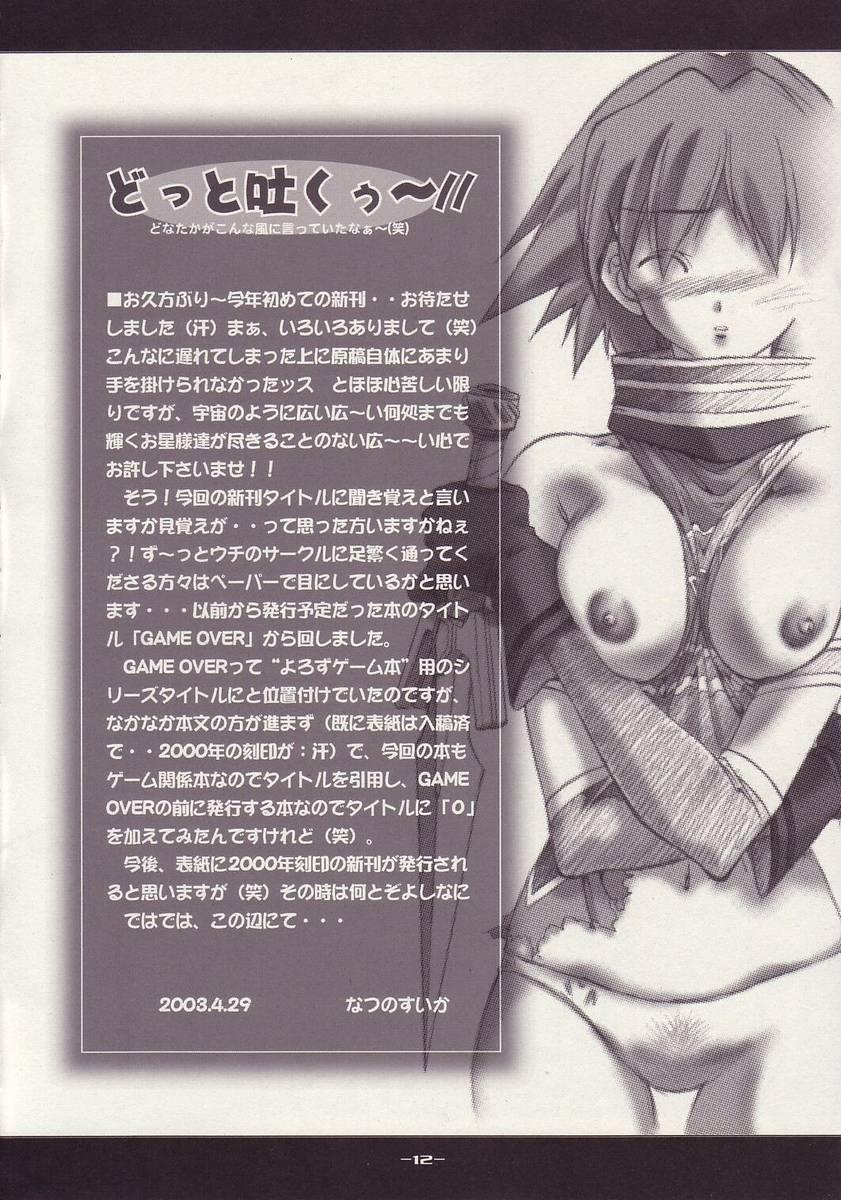 どっと吐くぅ〜//
どなたかがこんな風に言っていたなぁ〜(笑)
■お久方ぶり〜今年初めての新刊・・お待たせ
しました（汗）まぁ、いろいろありまして（笑）
こんなに遅れてしまった上に原稿自体にあまり
手を掛けられなかったッス　とほほ心苦しい限
りですが、宇宙のように広い広〜い何処までも
輝くお星様達が尽きることのない広〜〜い心で
お許し下さいませ！！
　そう！今回の新刊タイトルに聞き覚えと言い
ますか見覚えが・・って思った方いますかねぇ
？！ず〜っとウチのサークルに足繁く通ってく
ださる方々はペーパーで目にしているかと思い
ます・・・以前から発行予定だった本のタイト
ル「GAME OVER」から回しました。
　GAME OVERって“よろずゲーム本”用のシ
リーズタイトルにと位置付けでいたのですが、
なかなか本文の方が進まず（既に表紙は入稿済
で・・2000年の刻印が：汗）で、今回の本も
ゲーム関係本なのでタイトルを引用し、GAME
OVERの前に発行する本なのでタイトルに「0」
を加えてみたんですけれど（笑）。
　今後、表紙に2000年刻印の新刊が発行され
ると思いますが（笑）その時は何とぞよしなに
　ではでは、この辺にて・・・
2003.4.29　なつのすいか
-12-